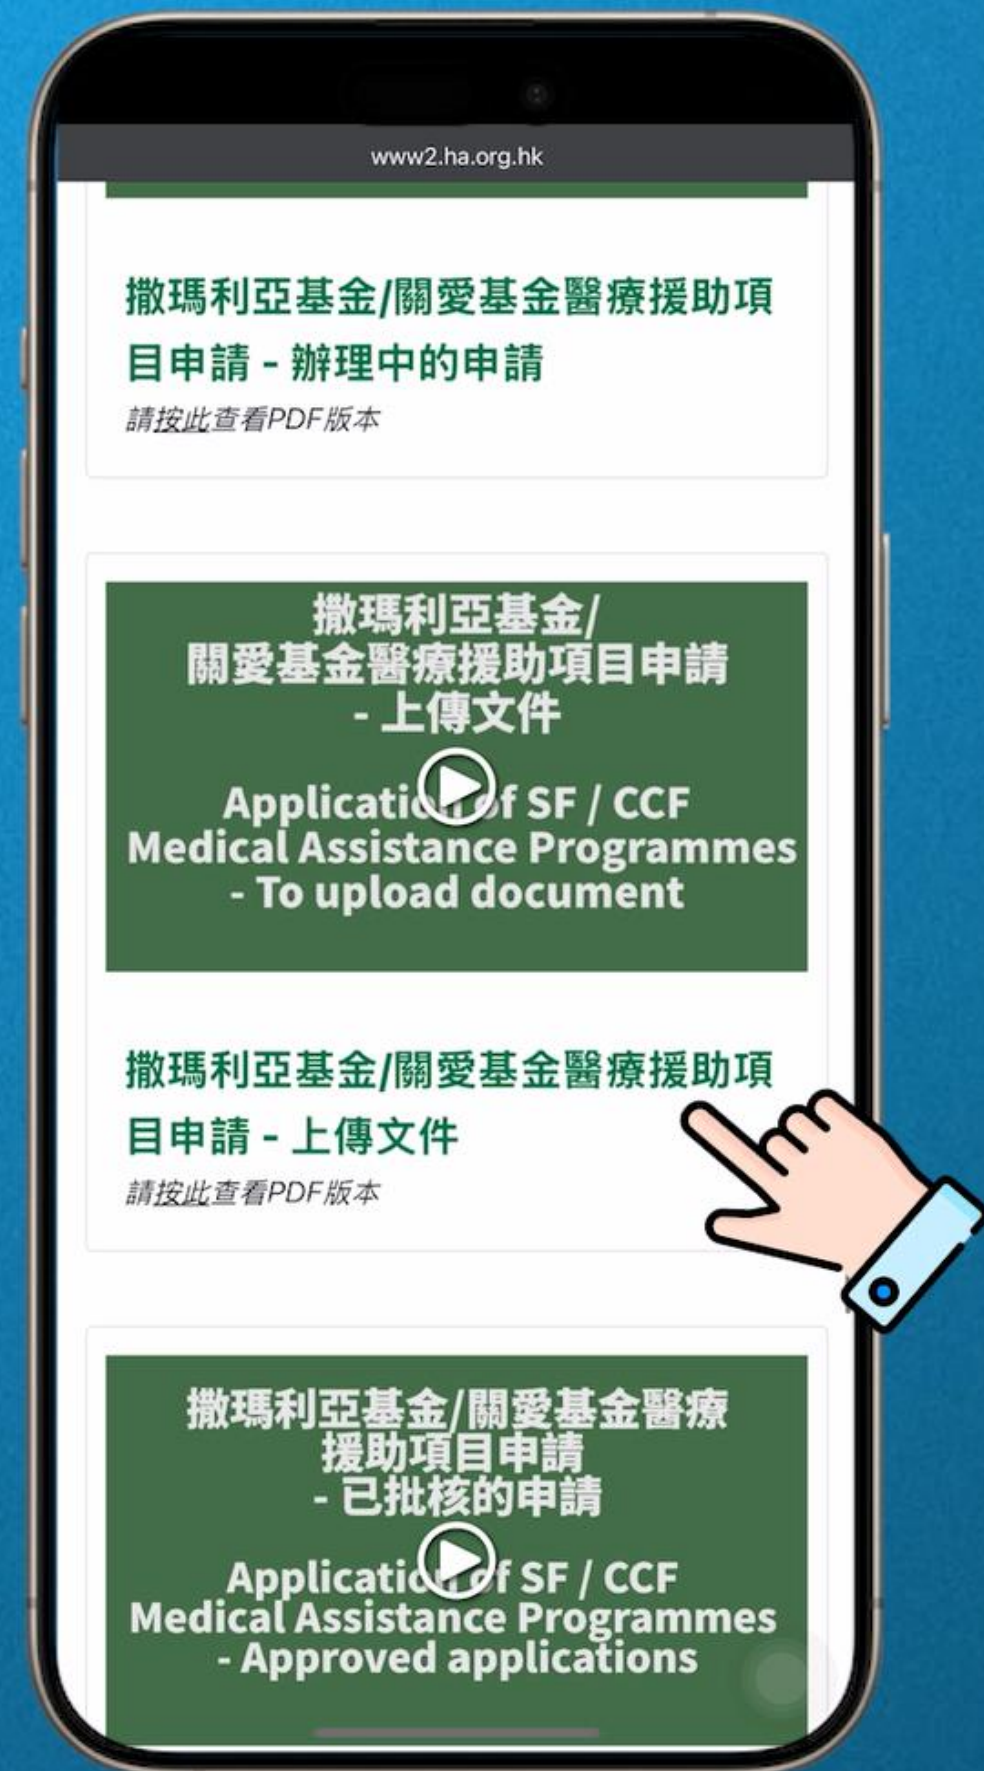 www2.ha.org.hk
撒瑪利亞基金/關愛基金醫療援助項
目申請 - 辦理中的申請
請按此查看PDF版本
撒瑪利亞基金/
關愛基金醫療援助項目申請
- 上傳文件
Application of SF / CCF
Medical Assistance Programmes
- To upload document
撒瑪利亞基金/關愛基金醫療援助項
目申請 - 上傳文件
請按此查看PDF版本
撒瑪利亞基金/關愛基金醫療
援助項目申請
- 已批核的申請
Application of SF / CCF
Medical Assistance Programmes
- Approved applications